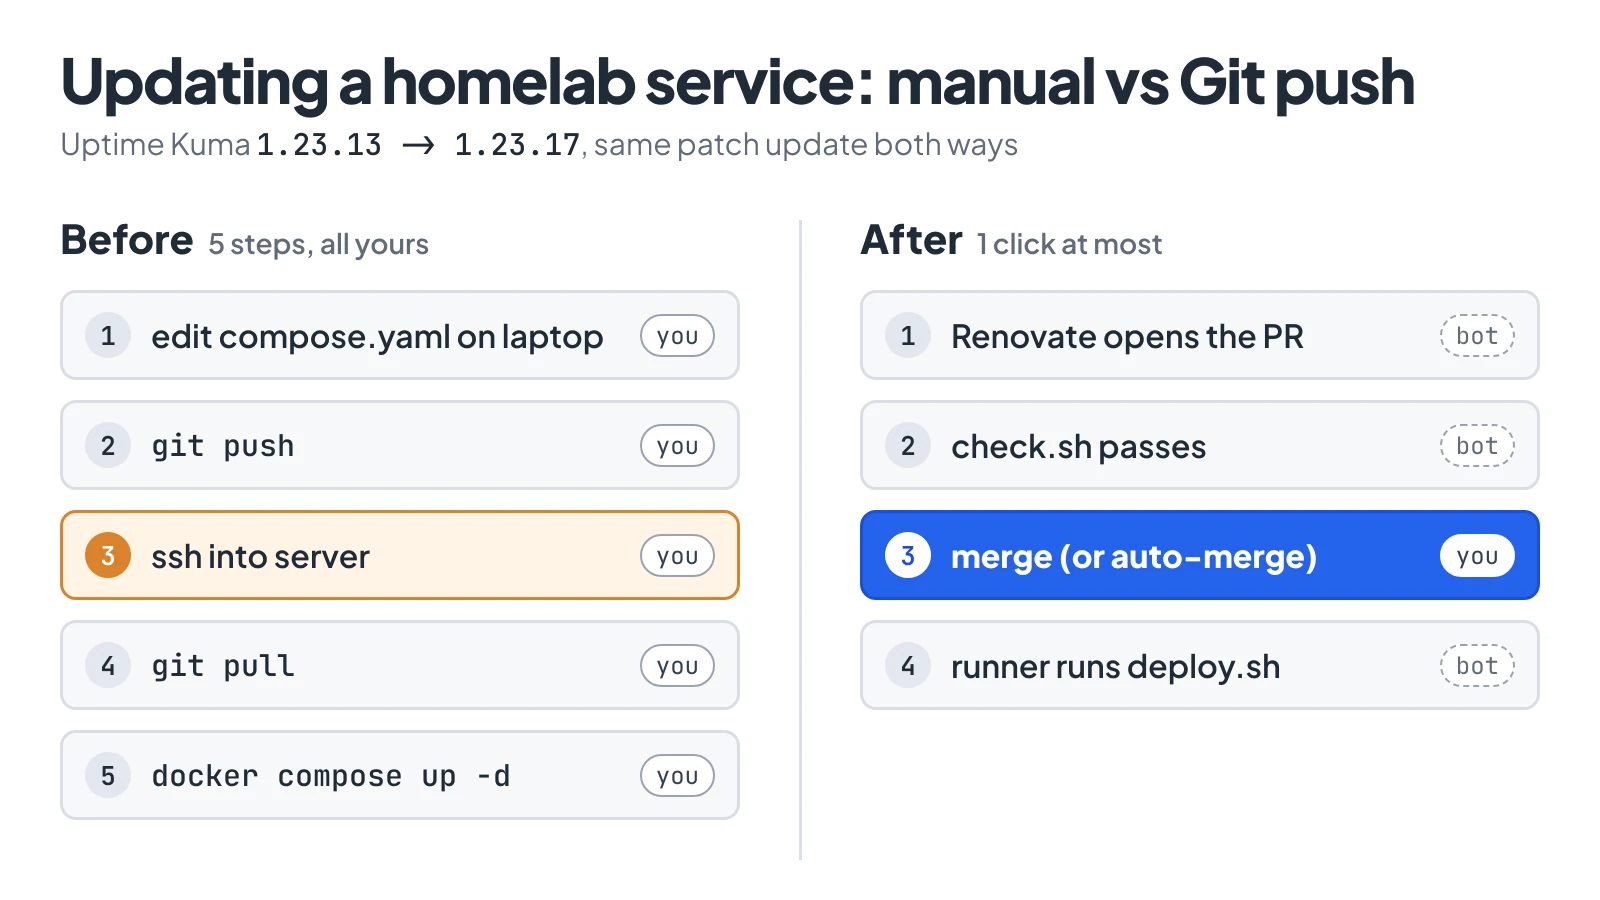 Updating a homelab service: manual vs Git push
Uptime Kuma 1.23.13 → 1.23.17, same patch update both ways
Before 5 steps, all yours
1 edit compose.yaml on laptop you
2 git push you
3 ssh into server you
4 git pull you
5 docker compose up -d you
After 1 click at most
1 Renovate opens the PR bot
2 check.sh passes bot
3 merge (or auto-merge) you
4 runner runs deploy.sh bot